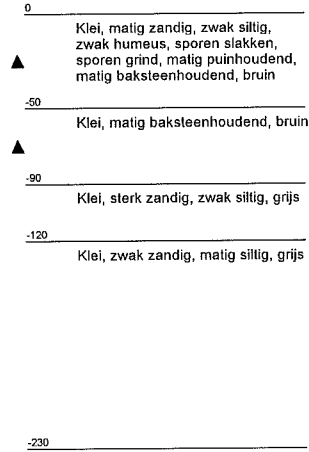 0
Klei, matig zandig, zwak siltig,
zwak humeus, sporen slakken,
sporen grind, matig puinhoudend,
matig baksteenhoudend, bruin
-50
Klei, matig baksteenhoudend, bruin
-90
Klei, sterk zandig, zwak siltig, grijs
-120
Klei, zwak zandig, matig siltig, grijs
-230